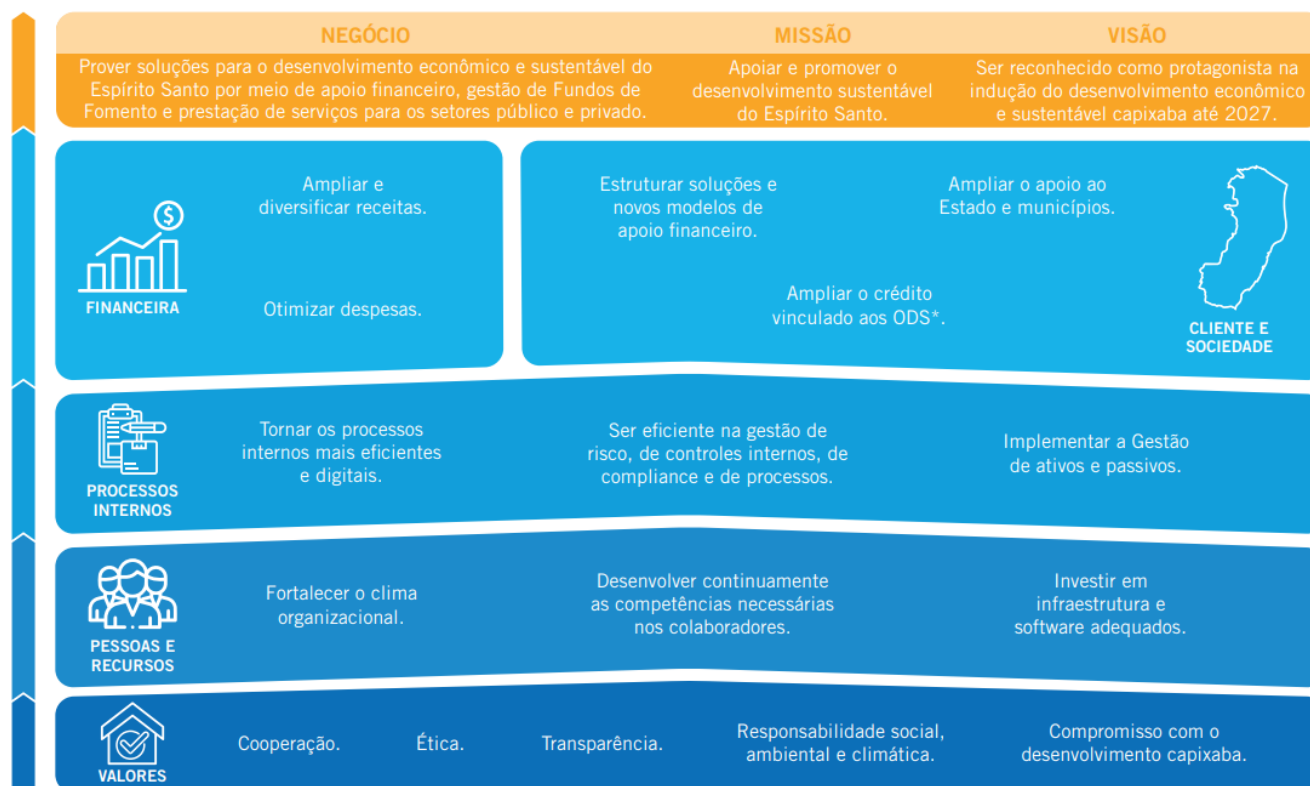 NEGÓCIO
Prover soluções para o desenvolvimento econômico e sustentável do
Espírito Santo por meio de apoio financeiro, gestão de Fundos de
Fomento e prestação de serviços para os setores público e privado.
MISSÃO
Apoiar e promover o
desenvolvimento sustentável
do Espírito Santo.
VISÃO
Ser reconhecido como protagonista na
indução do desenvolvimento econômico
e sustentável capixaba até 2027.
$
FINANCEIRA
Ampliar e
diversificar receitas.
Otimizar despesas.
Estruturar soluções e
novos modelos de
apoio financeiro.
Ampliar o apoio ao
Estado e municípios.
Ampliar o crédito
vinculado aos ODS*.
CLIENTE E
SOCIEDADE
PROCESSOS
INTERNOS
Tornar os processos
internos mais eficientes
e digitais.
Ser eficiente na gestão de
risco, de controles internos, de
compliance e de processos.
Implementar a Gestão
de ativos e passivos.
PESSOAS E
RECURSOS
Fortalecer o clima
organizacional.
Desenvolver continuamente
as competências necessárias
nos colaboradores.
Investir em
infraestrutura e
software adequados.
VALORES
Cooperação.
Ética.
Transparência.
Responsabilidade social,
ambiental e climática.
Compromisso com o
desenvolvimento capixaba.